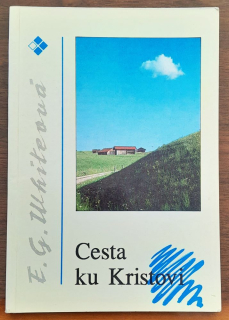 E. G. Whiteová
Cesta
ku Kristovi